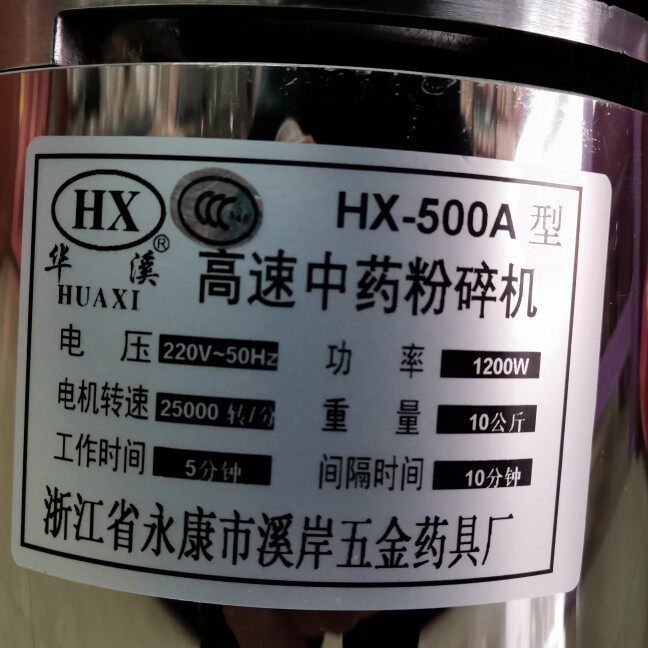 HX
®
华溪
HUAXI
HX-500A 型
高速中药粉碎机
电压 220V~50Hz 功率 1200W
电机转速 25000 转/分 重量 10公斤
工作时间 5分钟 间隔时间 10分钟
浙江省永康市溪岸五金药具厂